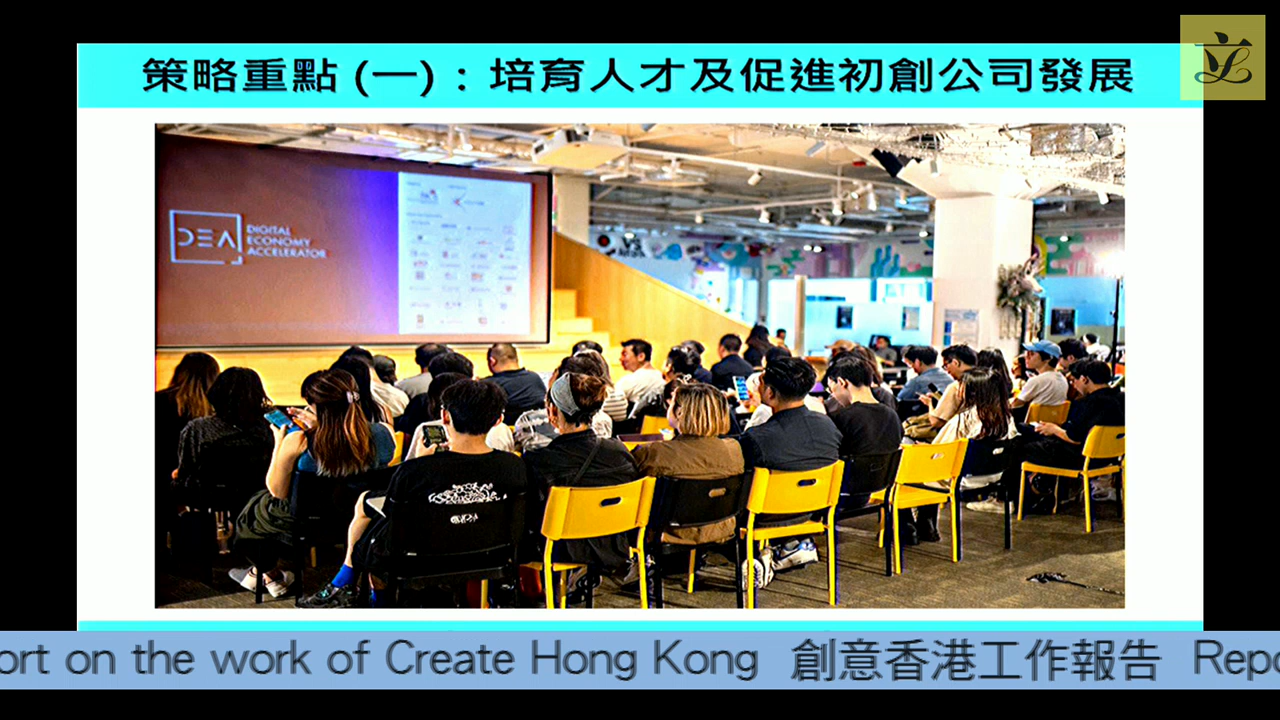 策略重點 (一) : 培育人才及促進初創公司發展
DEA
DIGITAL
ECONOMY
ACCELERATOR
ort on the work of Create Hong Kong 創意香港工作報告 Repo